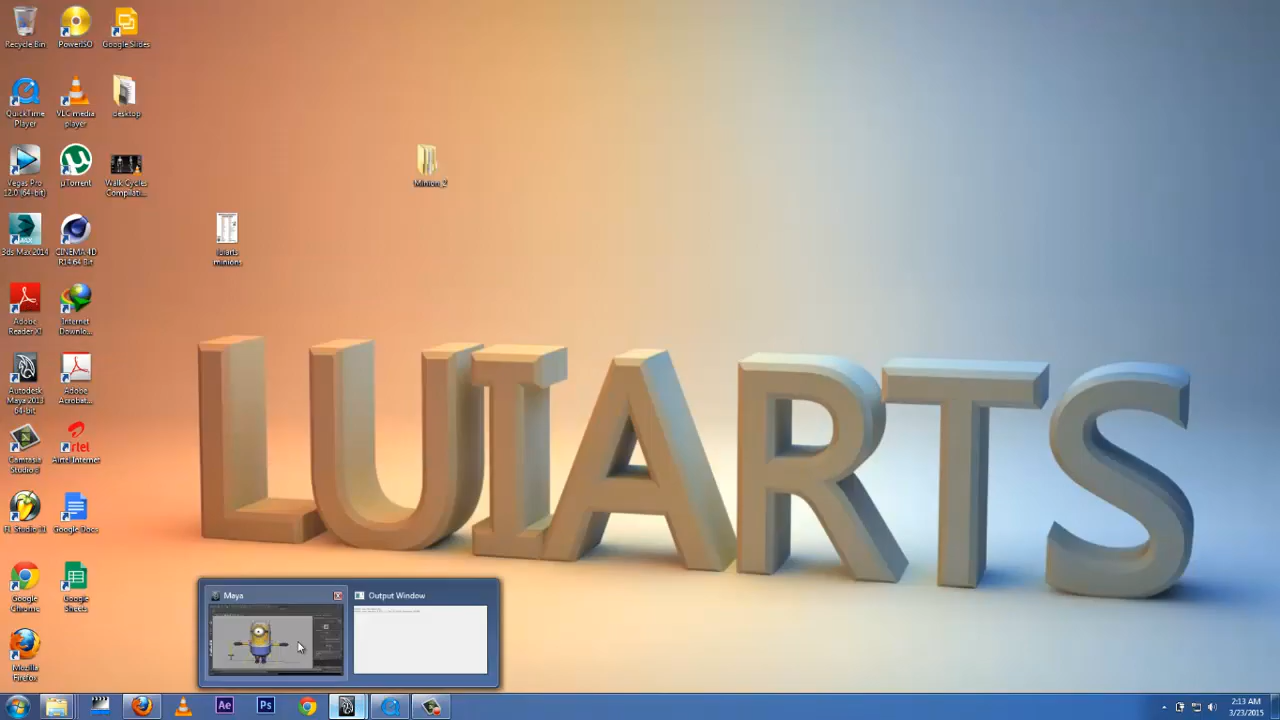 Recycle Bin
PowerISO
Google Slides
QuickTime
Player
VLC media
player
desktop
Vegas Pro
12.0 (64-bit)
µTorrent
Walk Cycles
Compilati...
Minion_2
3ds Max 2014
CINEMA 4D
R14 64 Bit
luiarts
minions
Adobe
Reader XI
Internet
Downlo...
Autodesk
Maya 2013
64-bit
Adobe
Acrobat...
Camtasia
Studio 8
airtel
Airtel Internet
FL Studio 11
Google Docs
Google
Chrome
Google
Sheets
Mozilla
Firefox
LUIARTS
Maya
Output Window
Ae
Ps
2:13 AM
3/23/2015